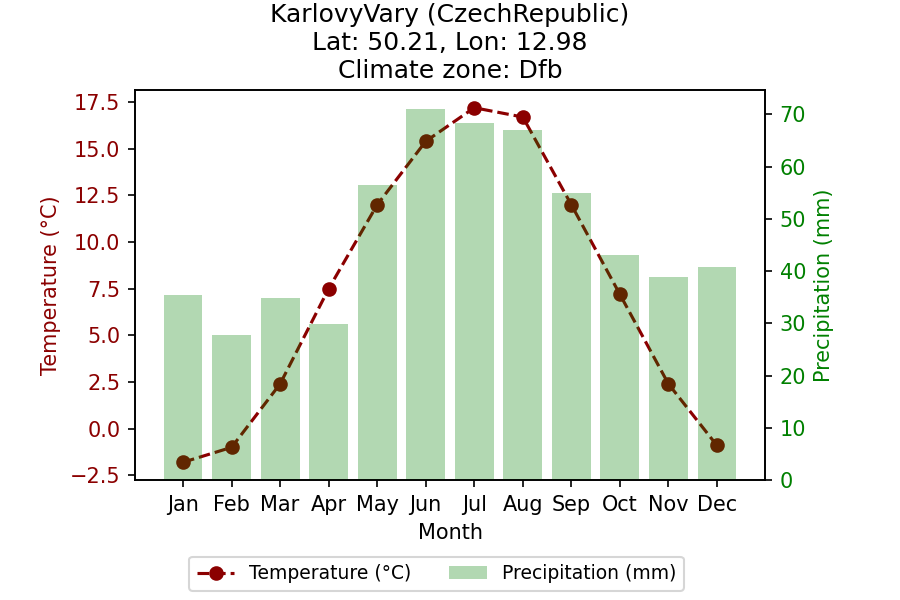 KarlovyVary (CzechRepublic)
Lat: 50.21, Lon: 12.98
Climate zone: Dfb
17.5
15.0
12.5
10.0
7.5
5.0
2.5
0.0
−2.5
Temperature (°C)
70
60
50
40
30
20
10
0
Precipitation (mm)
Jan Feb Mar Apr May Jun Jul Aug Sep Oct Nov Dec
Month
Temperature (°C) Precipitation (mm)